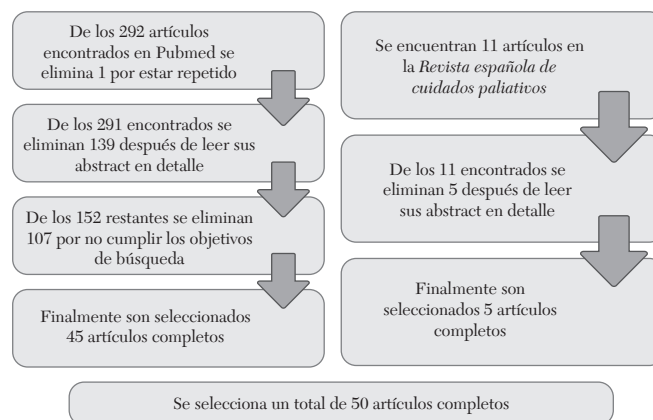 De los 292 artículos
encontrados en Pubmed se
elimina 1 por estar repetido
De los 291 encontrados se
eliminan 139 después de leer sus
abstract en detalle
De los 152 restantes se eliminan
107 por no cumplir los objetivos
de búsqueda
Finalmente son seleccionados
45 artículos completos
Se encuentran 11 artículos en
la Revista española de
cuidados paliativos
De los 11 encontrados se
eliminan 5 después de leer
sus abstract en detalle
Finalmente son
seleccionados 5 artículos
completos
Se selecciona un total de 50 artículos completos